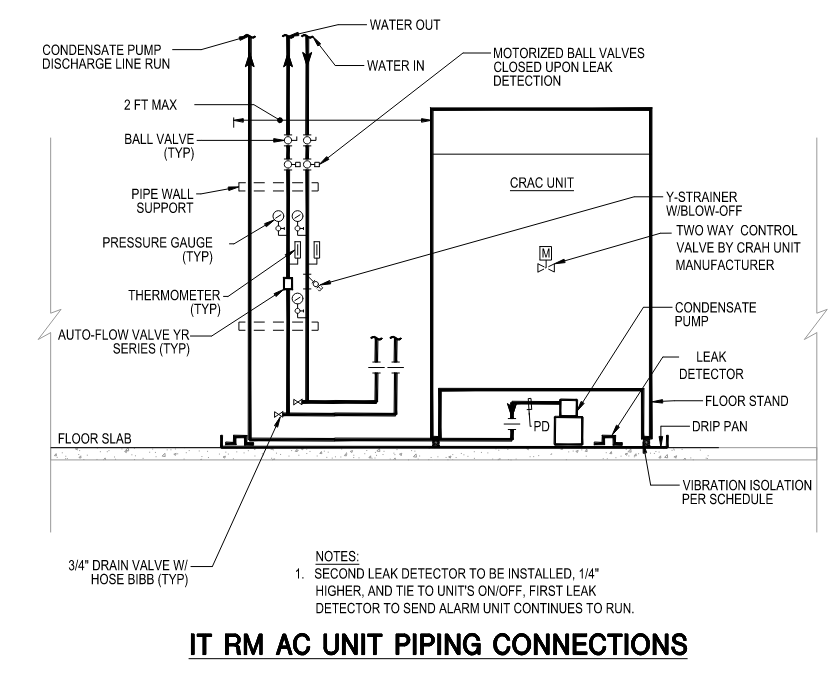 WATER OUT
CONDENSATE PUMP
DISCHARGE LINE RUN
WATER IN
MOTORIZED BALL VALVES
CLOSED UPON LEAK
DETECTION
2 FT MAX
BALL VALVE
(TYP)
CRAC UNIT
PIPE WALL
SUPPORT
Y-STRAINER
W/BLOW-OFF
PRESSURE GAUGE
(TYP)
TWO WAY CONTROL
VALVE BY CRAH UNIT
MANUFACTURER
M
THERMOMETER
(TYP)
CONDENSATE
PUMP
AUTO-FLOW VALVE YR
SERIES (TYP)
LEAK
DETECTOR
FLOOR STAND
PD
DRIP PAN
FLOOR SLAB
VIBRATION ISOLATION
PER SCHEDULE
3/4" DRAIN VALVE W/
HOSE BIBB (TYP)
NOTES:
1. SECOND LEAK DETECTOR TO BE INSTALLED, 1/4"
HIGHER, AND TIE TO UNIT'S ON/OFF, FIRST LEAK
DETECTOR TO SEND ALARM UNIT CONTINUES TO RUN.
IT RM AC UNIT PIPING CONNECTIONS